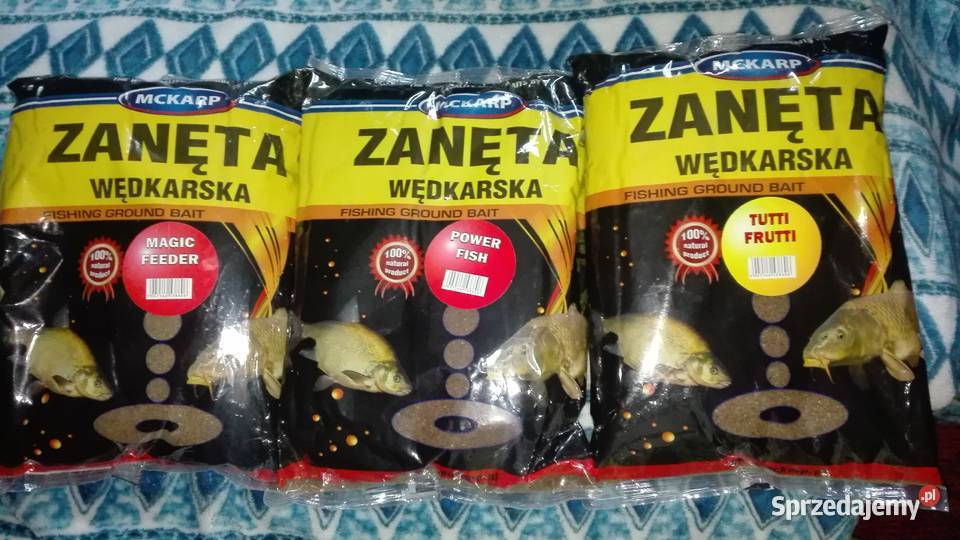 MCKARP
ZANĘTA
WĘDKARSKA
FISHING GROUND BAIT
100%
natural
product
MAGIC
FEEDER
MCKARP
ZANĘTA
WĘDKARSKA
FISHING GROUND BAIT
100%
natural
product
POWER
FISH
MCKARP
ZANĘTA
WĘDKARSKA
FISHING GROUND BAIT
100%
natural
product
TUTTI
FRUTTI
Sprzedajemy.pl